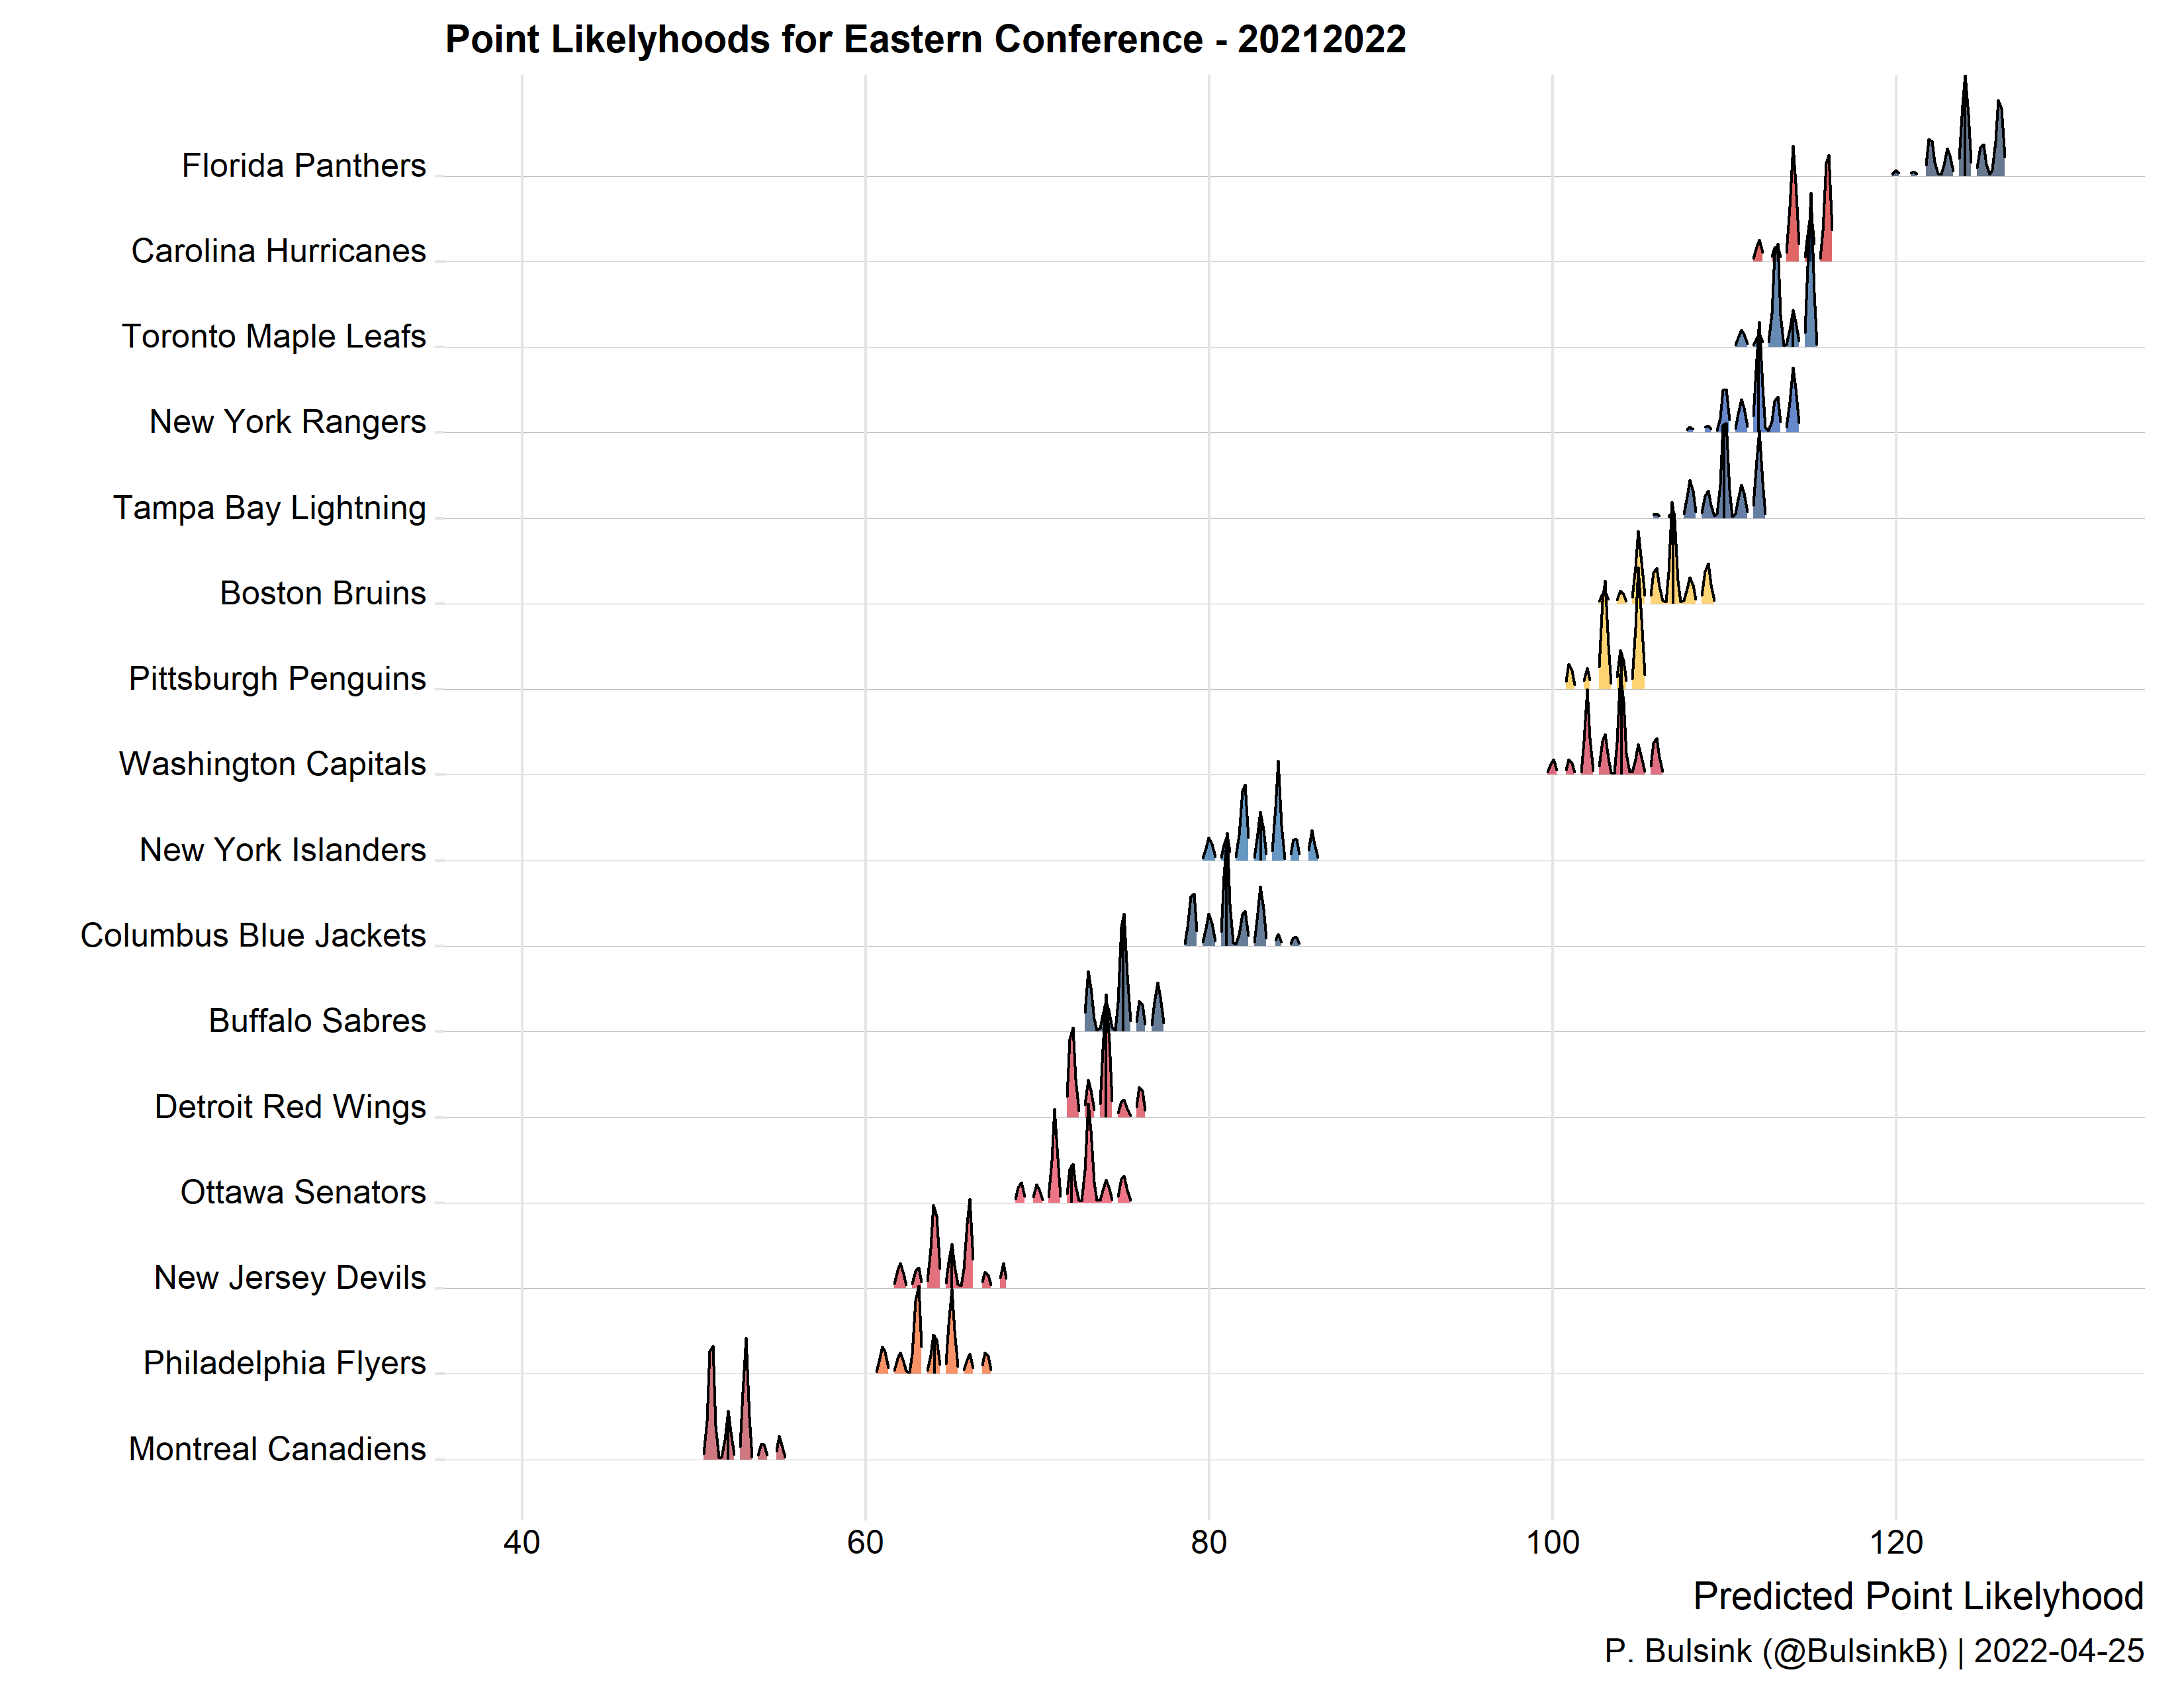 Point Likelyhoods for Eastern Conference - 20212022
Florida Panthers
Carolina Hurricanes
Toronto Maple Leafs
New York Rangers
Tampa Bay Lightning
Boston Bruins
Pittsburgh Penguins
Washington Capitals
New York Islanders
Columbus Blue Jackets
Buffalo Sabres
Detroit Red Wings
Ottawa Senators
New Jersey Devils
Philadelphia Flyers
Montreal Canadiens
40 60 80 100 120
Predicted Point Likelyhood
P. Bulsink (@BulsinkB) | 2022-04-25